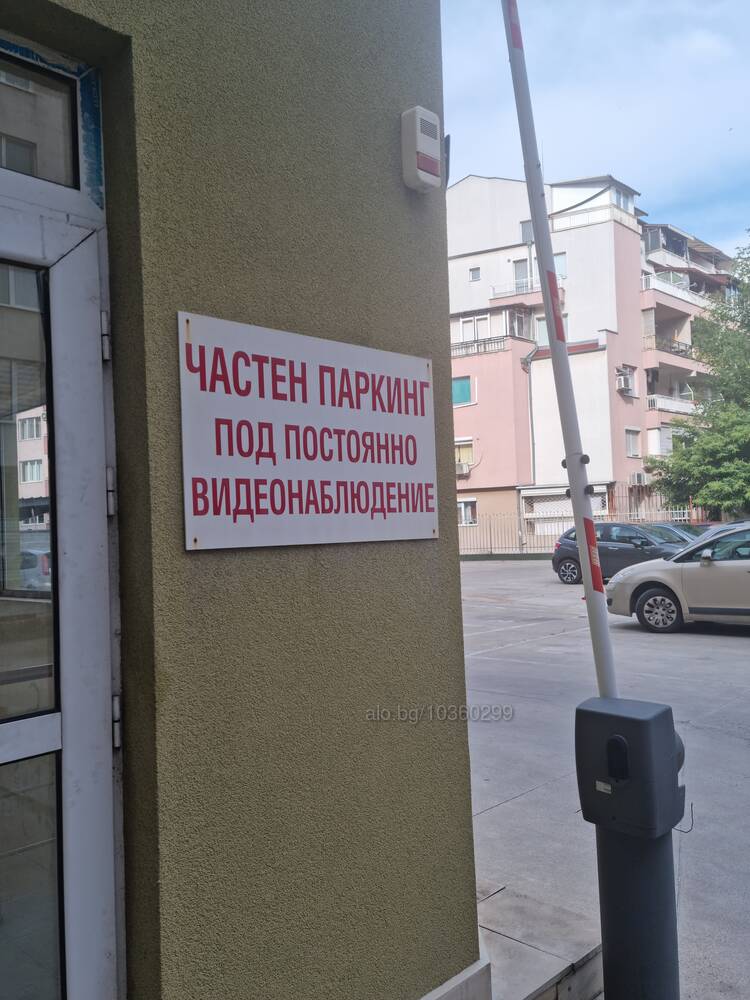 ЧАСТЕН ПАРКИНГ
ПОД ПОСТОЯННО
ВИДЕОНАБЛЮДЕНИЕ
alo.bg/10360299